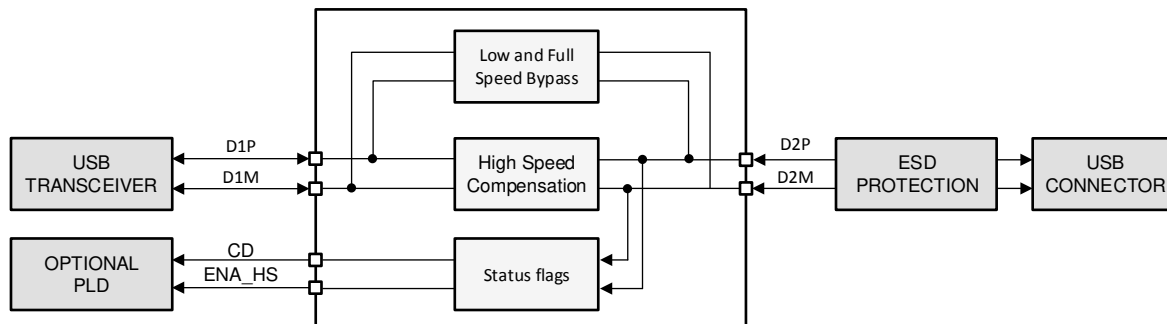 Low and Full
Speed Bypass
USB
TRANSCEIVER
D1P
D1M
High Speed
Compensation
D2P
D2M
ESD
PROTECTION
USB
CONNECTOR
OPTIONAL
PLD
CD
ENA_HS
Status flags